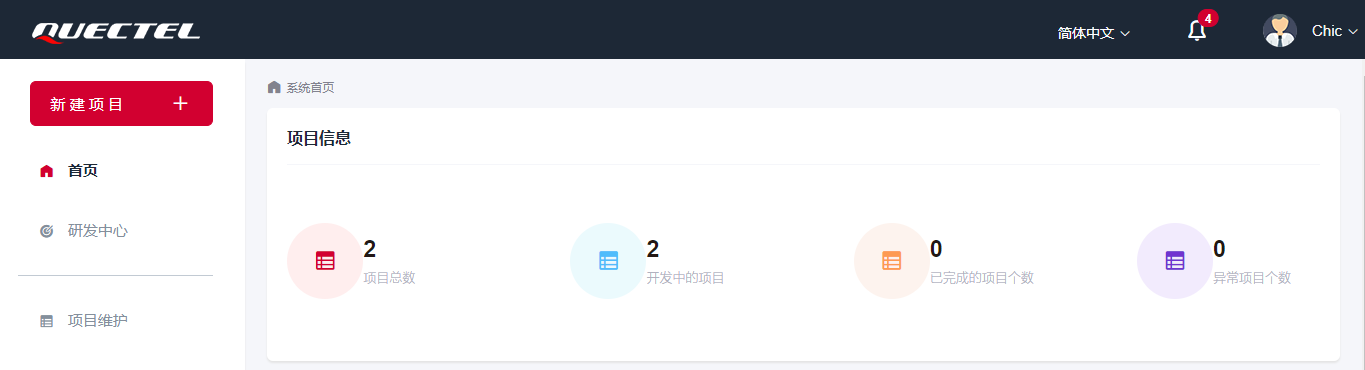 QUECTEL
简体中文
4
Chic
新建项目 +
首页
研发中心
项目维护
系统首页
项目信息
2
项目总数
2
开发中的项目
0
已完成的项目个数
0
异常项目个数